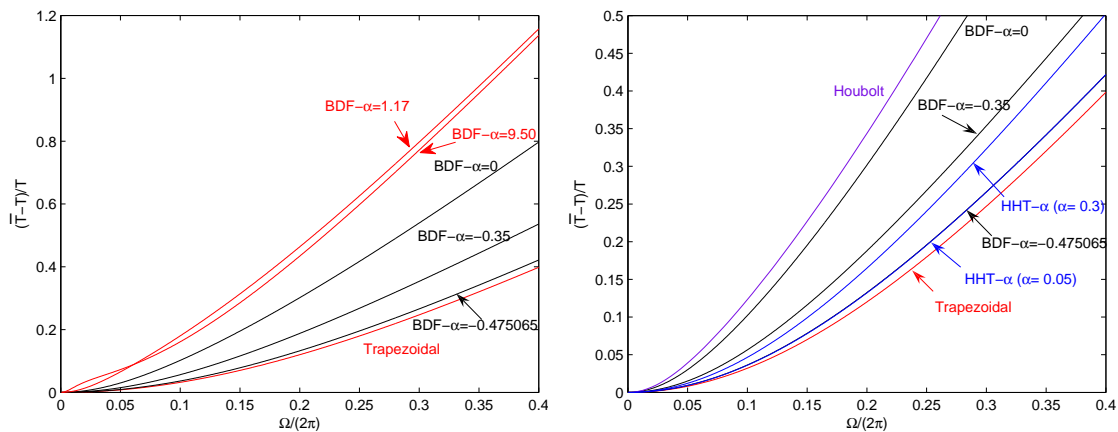 1.2
1
0.8
0.6
0.4
0.2
0
(T̅−T)/T
BDF−α=1.17
BDF−α=9.50
BDF−α=0
BDF−α=−0.35
BDF−α=−0.475065
Trapezoidal
0 0.05 0.1 0.15 0.2 0.25 0.3 0.35 0.4
Ω/(2π)
0.5
0.45
0.4
0.35
0.3
0.25
0.2
0.15
0.1
0.05
0
(T̅−T)/T
BDF−α=0
Houbolt
BDF−α=−0.35
HHT−α (α= 0.3)
BDF−α=−0.475065
HHT−α (α= 0.05)
Trapezoidal
0 0.05 0.1 0.15 0.2 0.25 0.3 0.35 0.4
Ω/(2π)